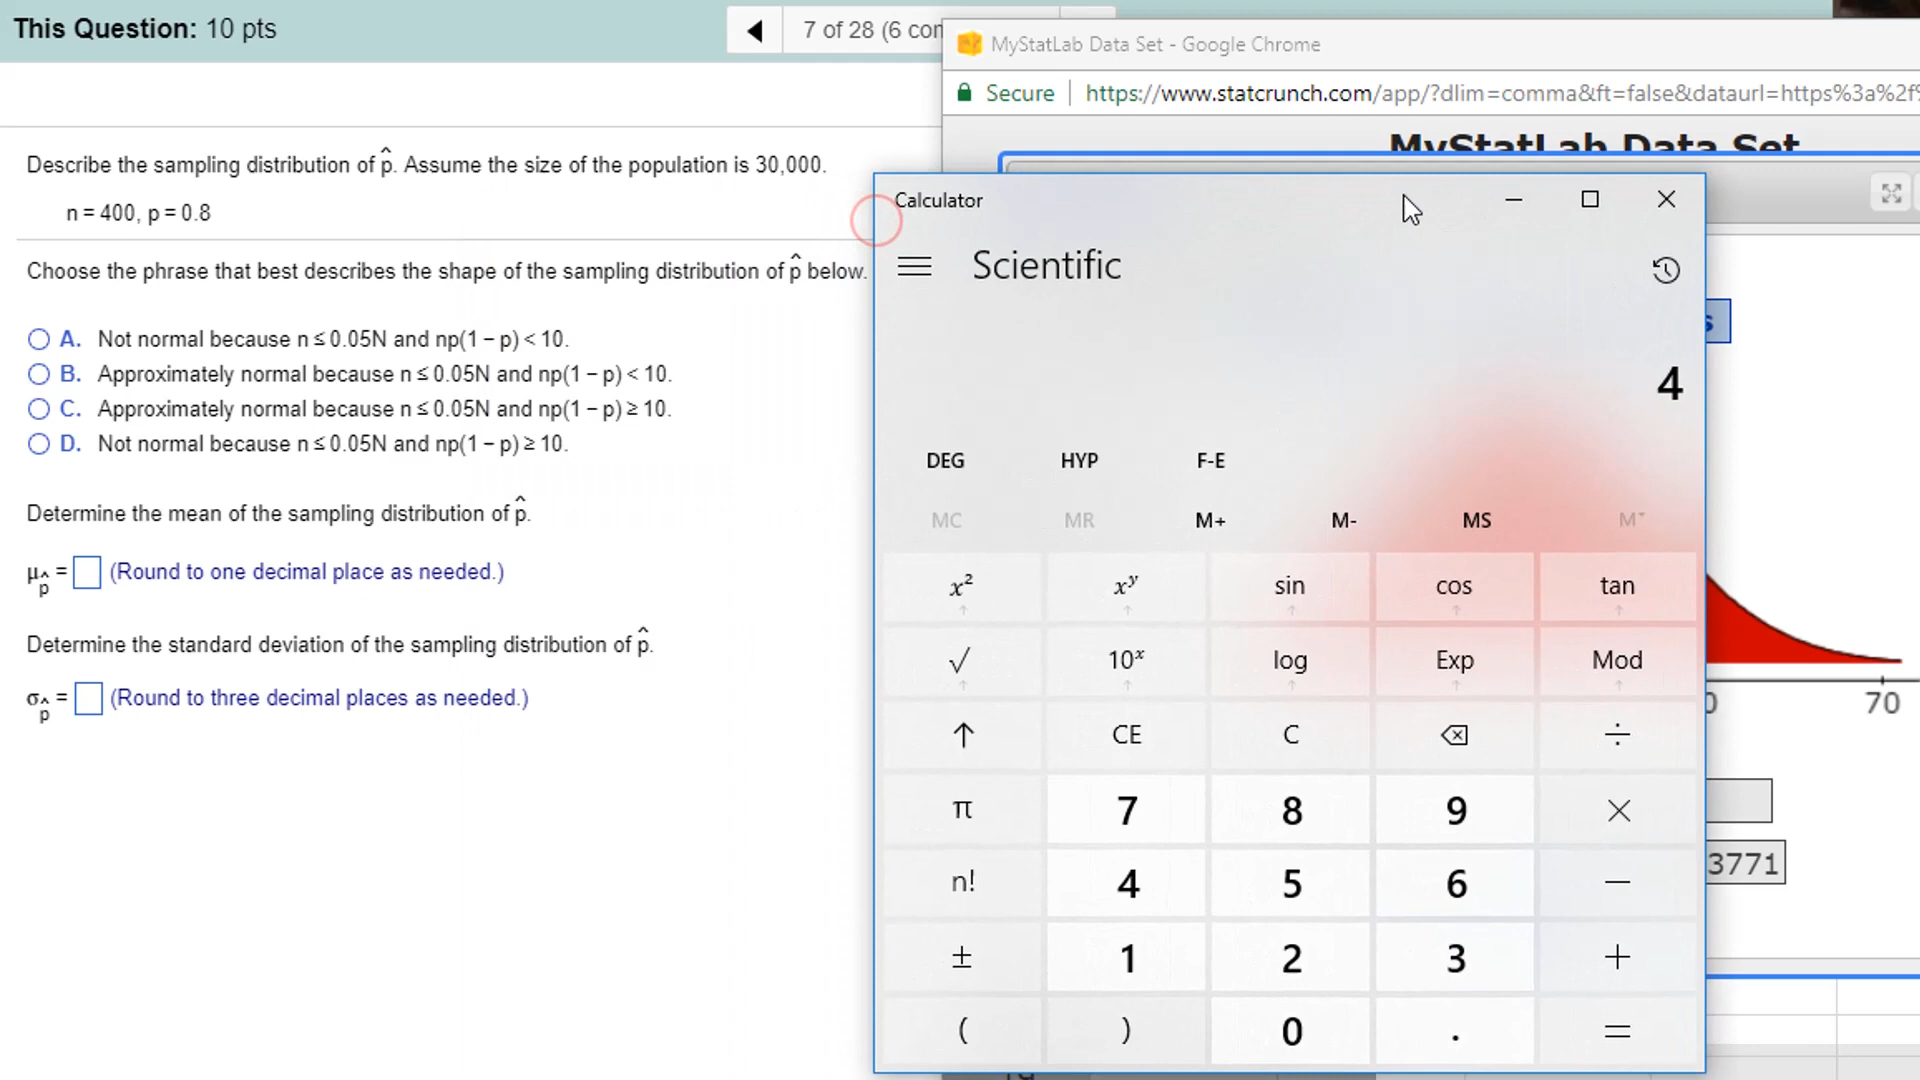 This Question: 10 pts
7 of 28 (6 con
MyStatLab Data Set - Google Chrome
Secure
https://www.statcrunch.com/app/?dlim=comma&ft=false&dataurl=https%3a%2f%
MyStatLab Data Set
Describe the sampling distribution of p̂. Assume the size of the population is 30,000.
n = 400, p = 0.8
Choose the phrase that best describes the shape of the sampling distribution of p̂ below.
A. Not normal because n ≤ 0.05N and np(1 − p) < 10.
B. Approximately normal because n ≤ 0.05N and np(1 − p) < 10.
C. Approximately normal because n ≤ 0.05N and np(1 − p) ≥ 10.
D. Not normal because n ≤ 0.05N and np(1 − p) ≥ 10.
Determine the mean of the sampling distribution of p̂.
μp̂ = (Round to one decimal place as needed.)
Determine the standard deviation of the sampling distribution of p̂.
σp̂ = (Round to three decimal places as needed.)
Calculator
Scientific
4
DEG HYP F-E
MC MR M+ M- MS M˅
x² xʸ sin cos tan
√ 10ˣ log Exp Mod
↑ CE C ÷
π 7 8 9 ×
n! 4 5 6 −
± 1 2 3 +
( ) 0 . =
s
0 70
3771